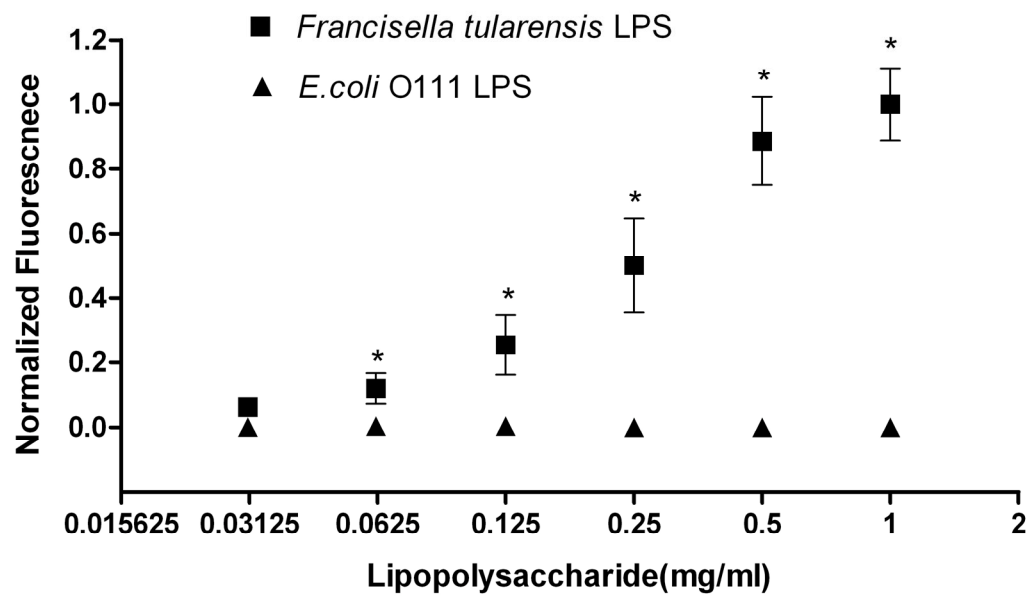 Francisella tularensis LPS
E.coli O111 LPS
1.2
1.0
0.8
0.6
0.4
0.2
0.0
Normalized Fluorescnece
* * * * *
0.015625 0.03125 0.0625 0.125 0.25 0.5 1 2
Lipopolysaccharide(mg/ml)